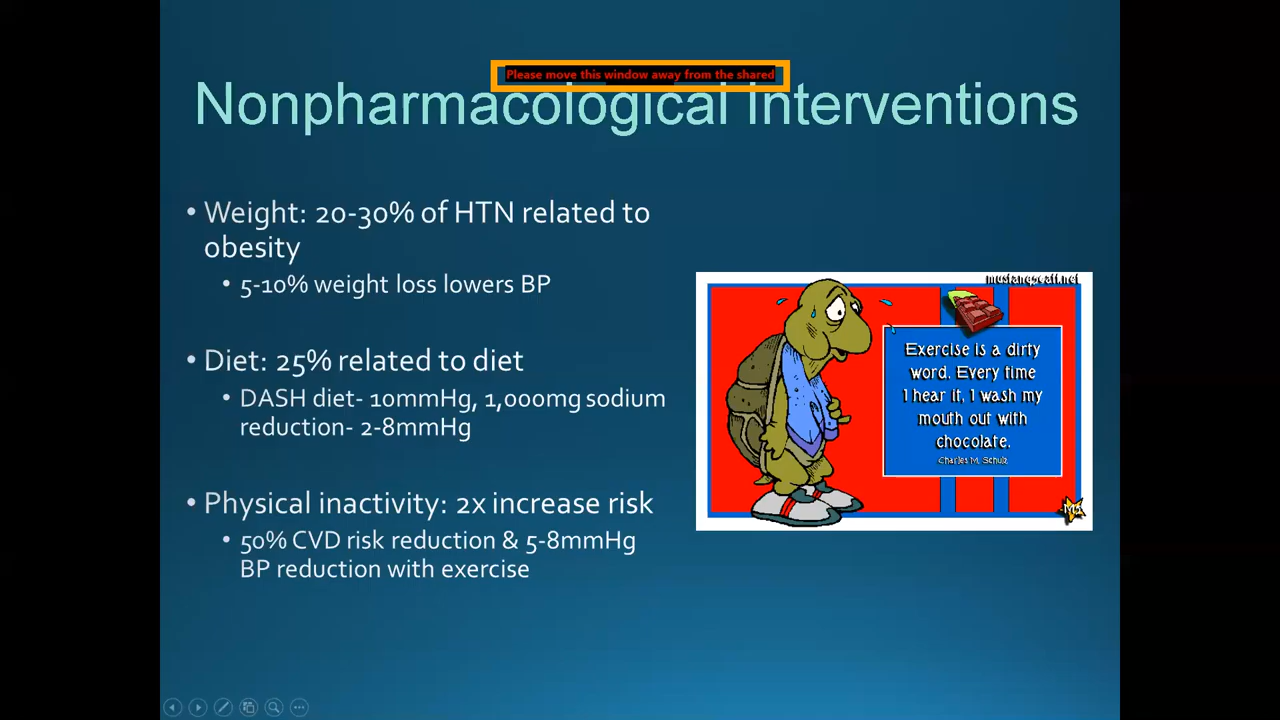 Please move this window away from the shared
Nonpharmacological Interventions
• Weight: 20-30% of HTN related to
obesity
• 5-10% weight loss lowers BP
• Diet: 25% related to diet
• DASH diet- 10mmHg, 1,000mg sodium
reduction- 2-8mmHg
• Physical inactivity: 2x increase risk
• 50% CVD risk reduction & 5-8mmHg
BP reduction with exercise
Exercise is a dirty
word. Every time
I hear it, I wash my
mouth out with
chocolate.
Charles M. Schulz